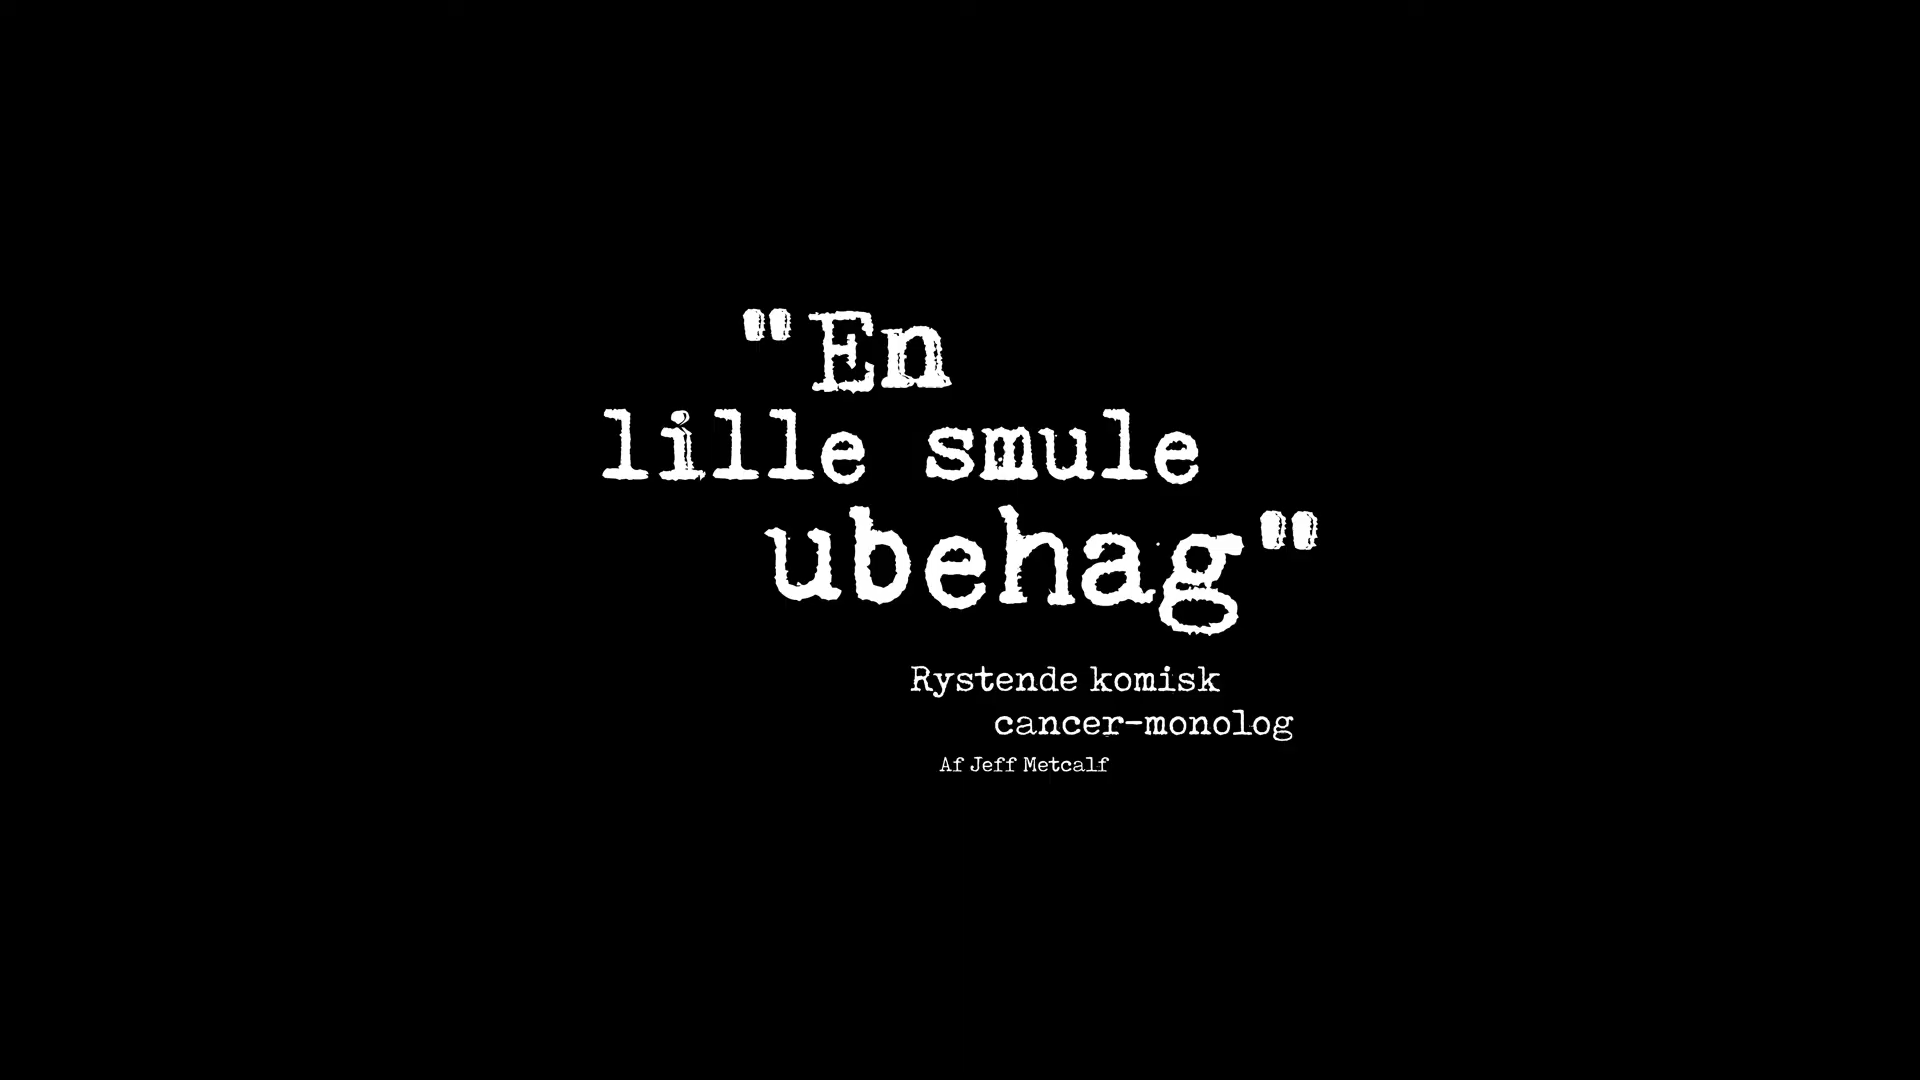 "En
lille smule
ubehag"
Rystende komisk
cancer-monolog
Af Jeff Metcalf